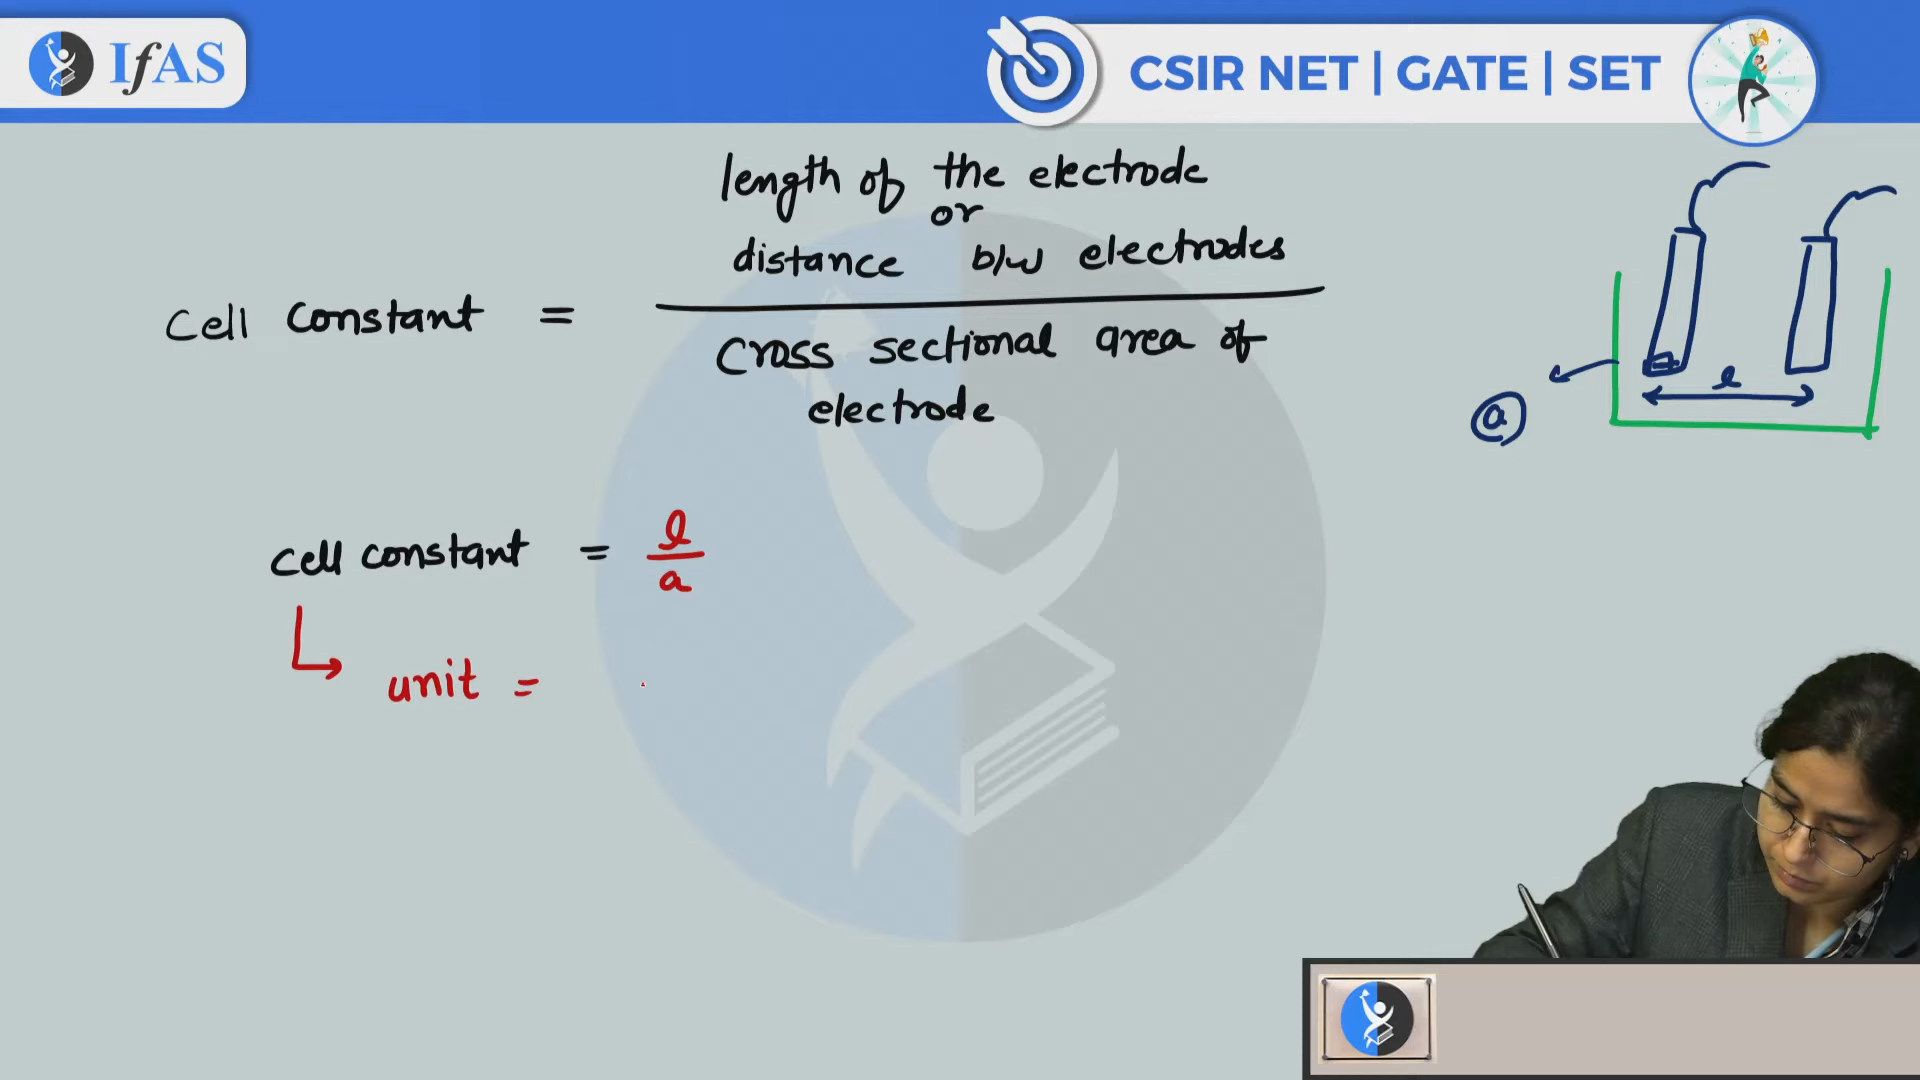 IfAS
CSIR NET | GATE | SET
length of the electrode
or
distance b/w electrodes
cell constant =
cross sectional area of
electrode
l
a
cell constant = l
a
unit =